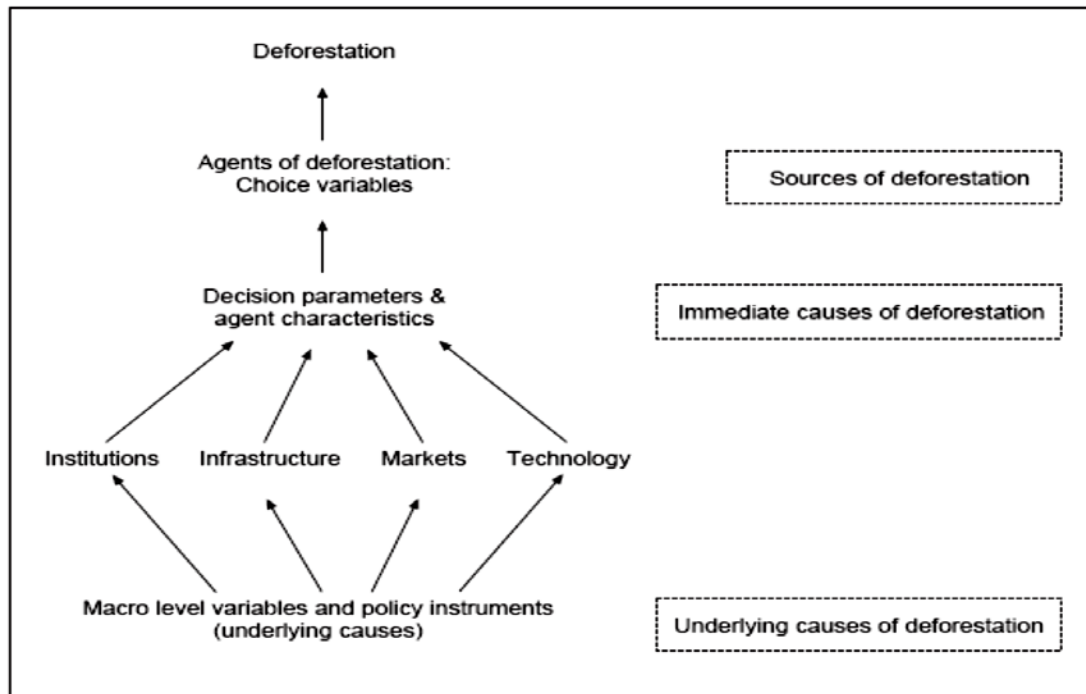 Deforestation
Agents of deforestation:
Choice variables
Sources of deforestation
Decision parameters &
agent characteristics
Immediate causes of deforestation
Institutions Infrastructure Markets Technology
Macro level variables and policy instruments
(underlying causes)
Underlying causes of deforestation